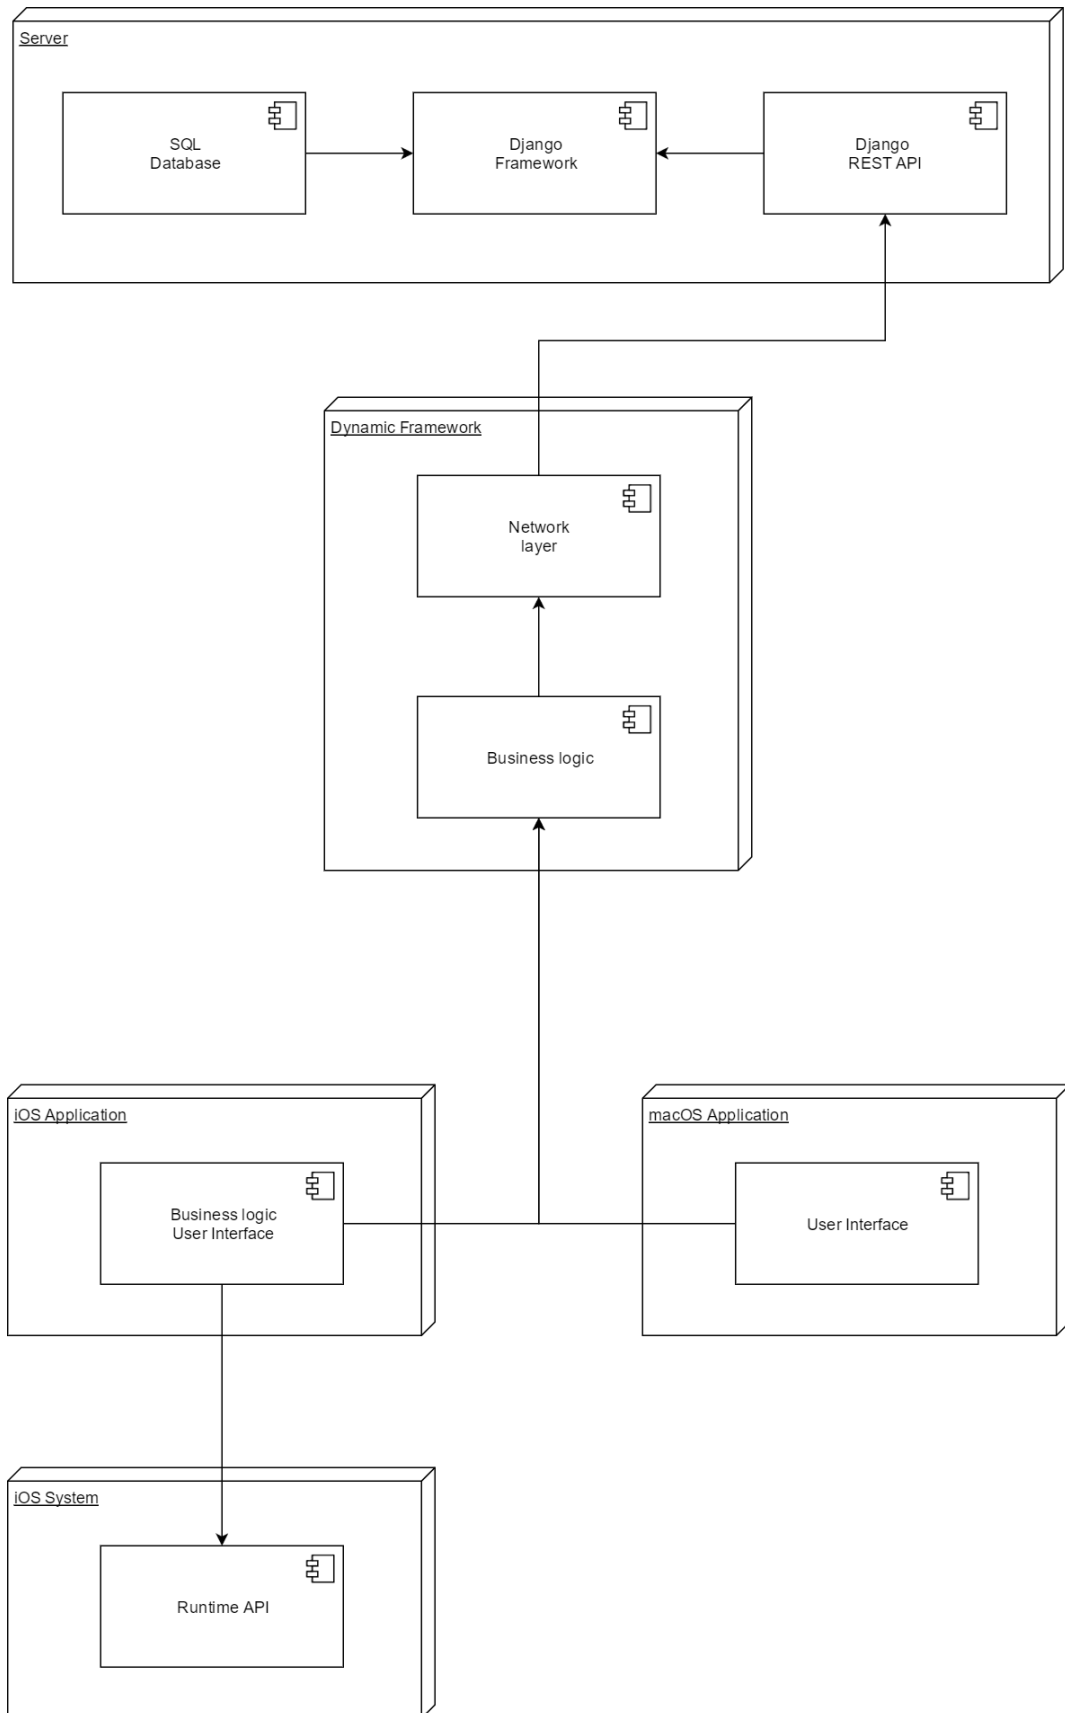 Server
SQL
Database
Django
Framework
Django
REST API
Dynamic Framework
Network
layer
Business logic
iOS Application
Business logic
User Interface
macOS Application
User Interface
iOS System
Runtime API